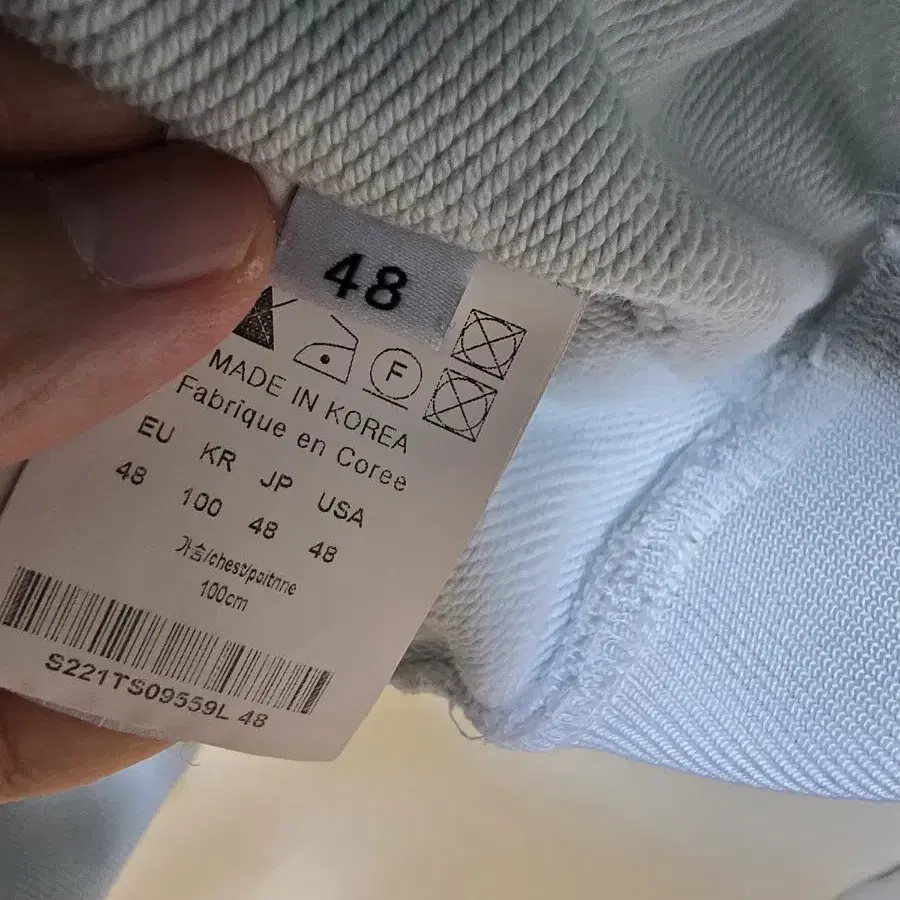 48
F
MADE IN KOREA
Fabrique en Coree
EU KR JP USA
48 100 48 48
가슴/chest/poitrine
100cm
S221TS09559L 48